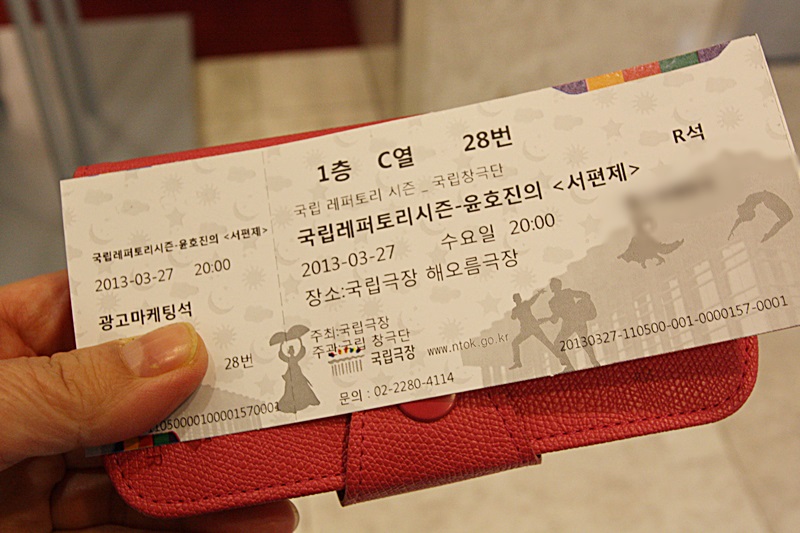 국립레퍼토리시즌-윤호진의 <서편제>
2013-03-27 20:00
광고마케팅석
28번
1050000100001570001
1층 C열 28번
R석
국립 레퍼토리 시즌 _ 국립창극단
국립레퍼토리시즌-윤호진의 <서편제>
2013-03-27 수요일 20:00
장소:국립극장 해오름극장
주최:국립극장
주관:국립 창극단
국립극장 www.ntok.go.kr
문의 : 02-2280-4114
20130327-110500-001-0000157-0001